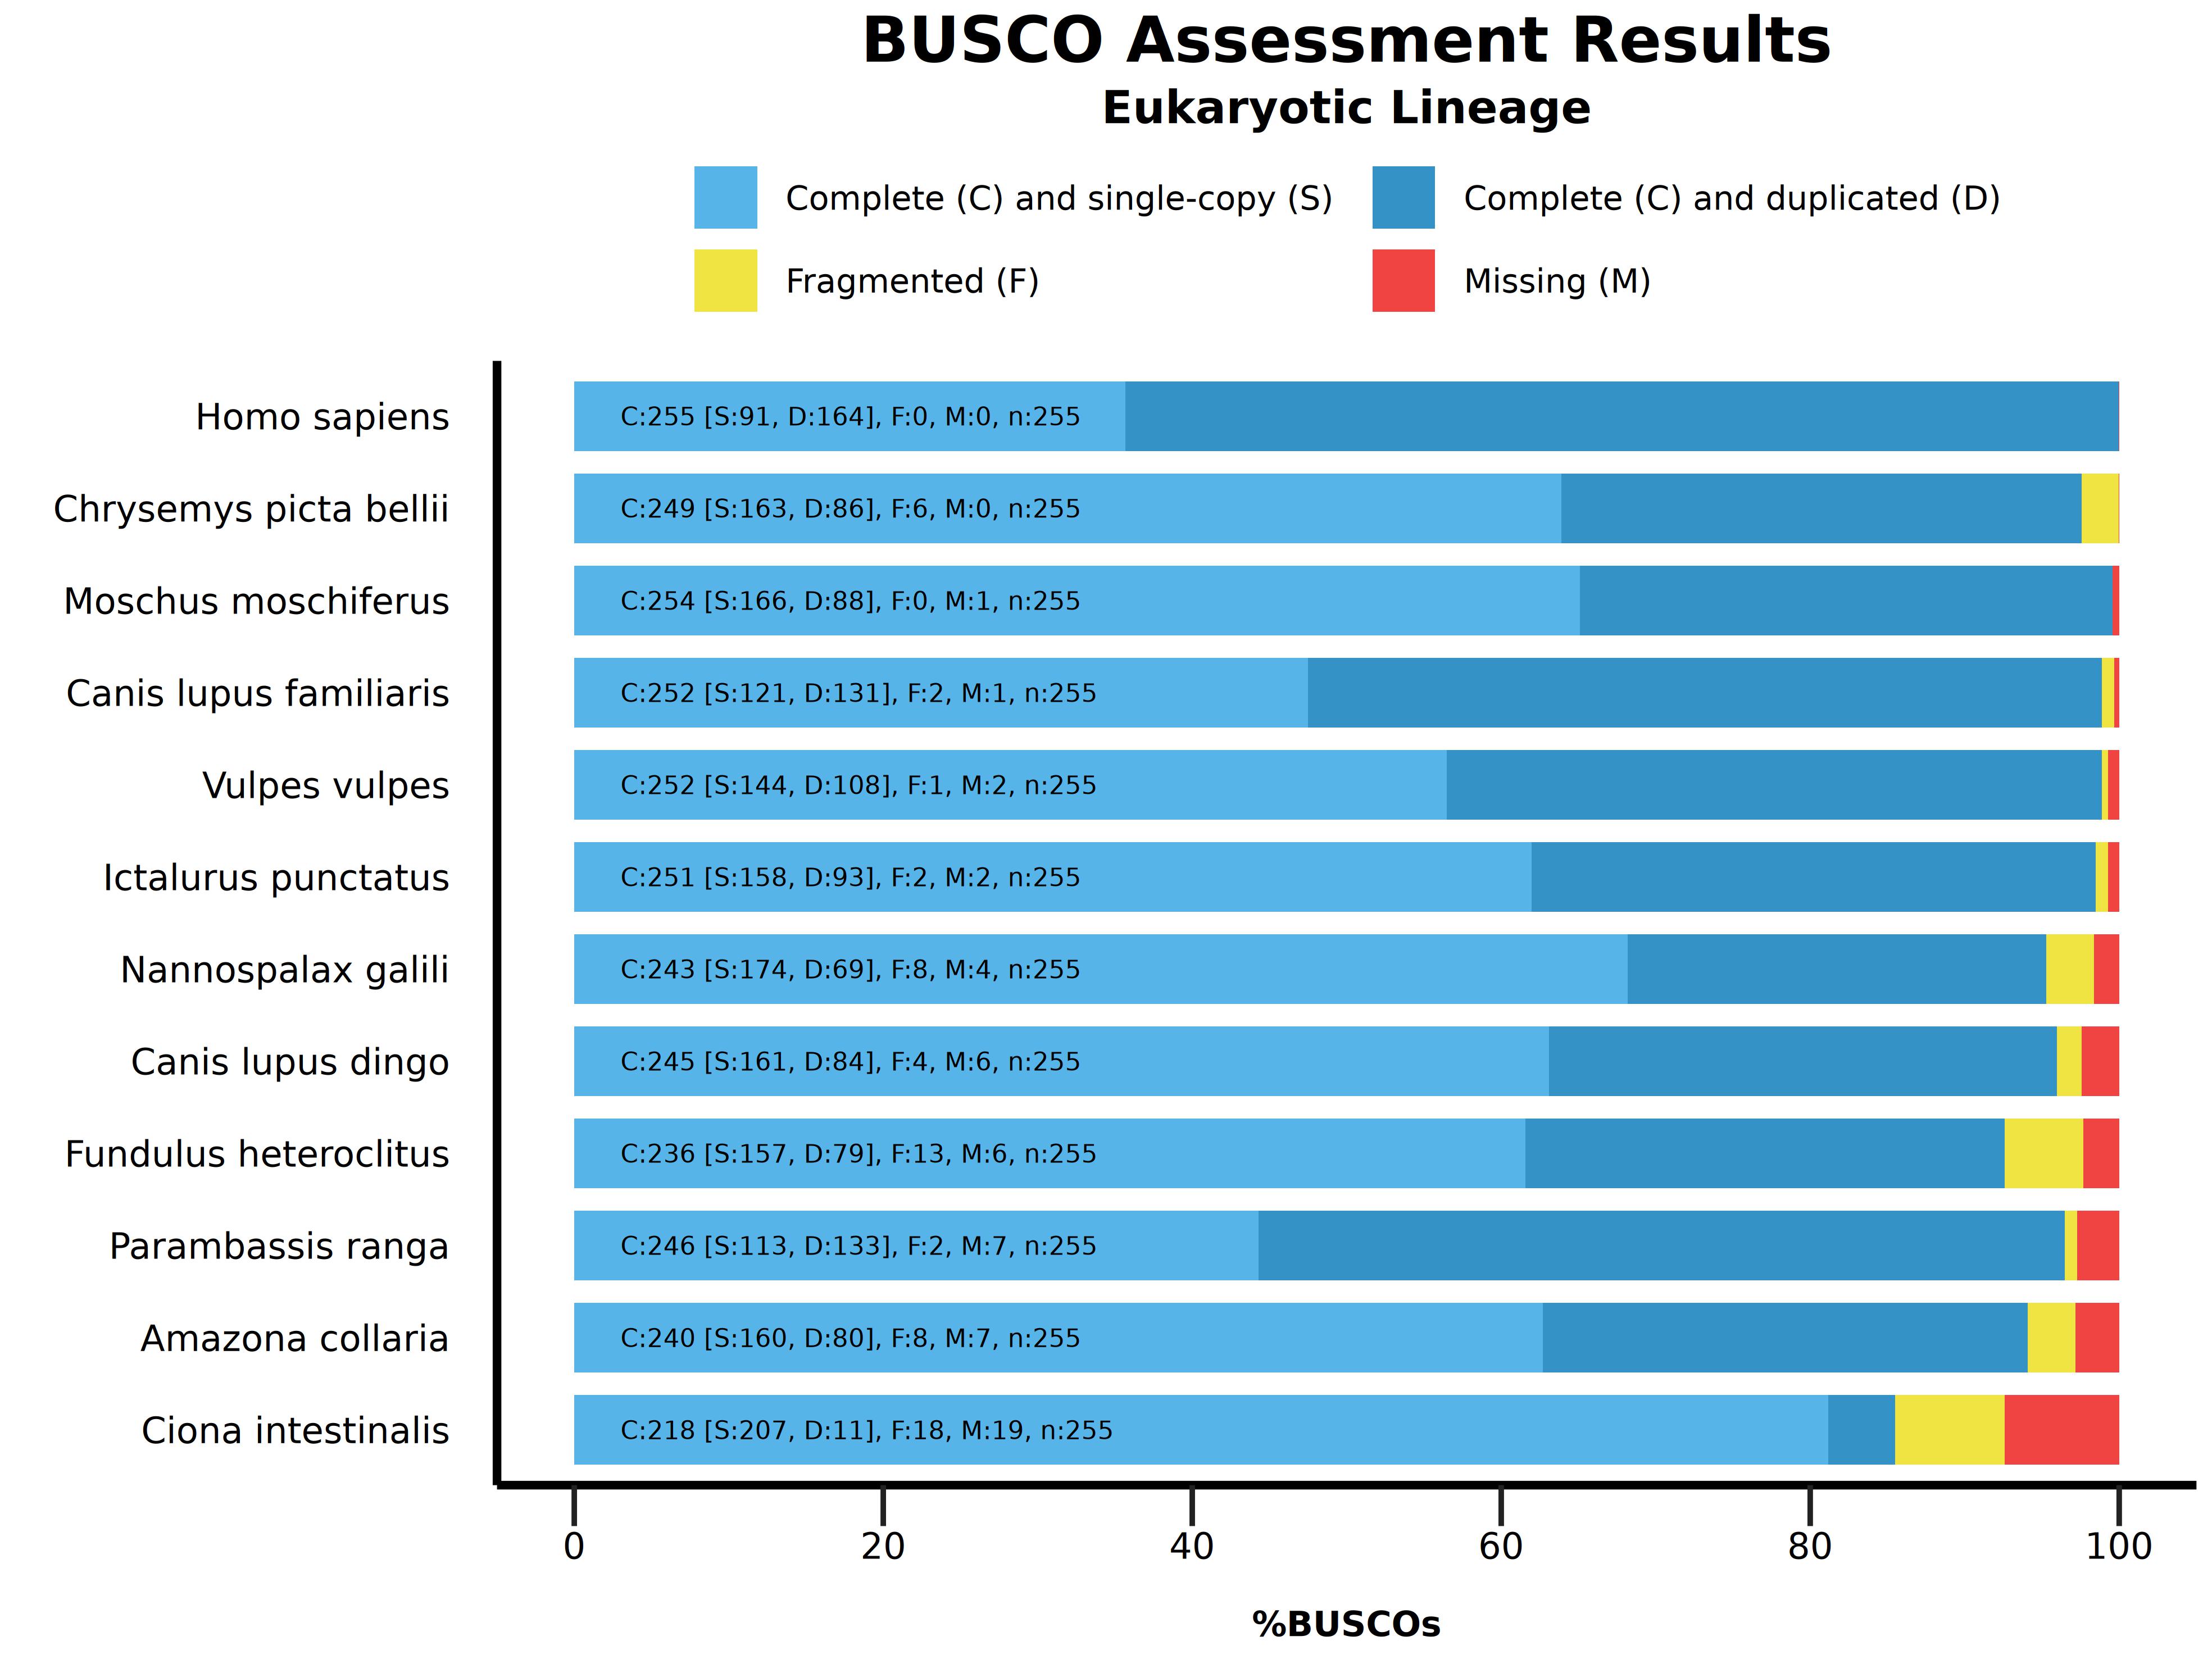 BUSCO Assessment Results
Eukaryotic Lineage
Complete (C) and single-copy (S)
Complete (C) and duplicated (D)
Fragmented (F)
Missing (M)
Homo sapiens
C:255 [S:91, D:164], F:0, M:0, n:255
Chrysemys picta bellii
C:249 [S:163, D:86], F:6, M:0, n:255
Moschus moschiferus
C:254 [S:166, D:88], F:0, M:1, n:255
Canis lupus familiaris
C:252 [S:121, D:131], F:2, M:1, n:255
Vulpes vulpes
C:252 [S:144, D:108], F:1, M:2, n:255
Ictalurus punctatus
C:251 [S:158, D:93], F:2, M:2, n:255
Nannospalax galili
C:243 [S:174, D:69], F:8, M:4, n:255
Canis lupus dingo
C:245 [S:161, D:84], F:4, M:6, n:255
Fundulus heteroclitus
C:236 [S:157, D:79], F:13, M:6, n:255
Parambassis ranga
C:246 [S:113, D:133], F:2, M:7, n:255
Amazona collaria
C:240 [S:160, D:80], F:8, M:7, n:255
Ciona intestinalis
C:218 [S:207, D:11], F:18, M:19, n:255
0 20 40 60 80 100
%BUSCOs